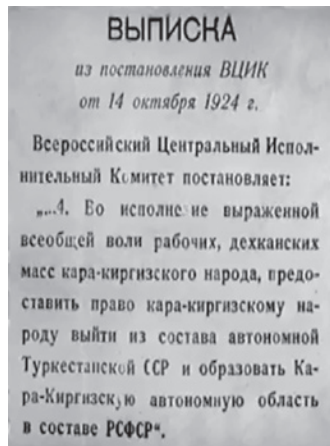 ВЫПИСКА
из постановления ВЦИК
от 14 октября 1924 г.
Всероссийский Центральный Испол-
нительный Комитет постановляет:
„...4. Во исполнение выраженной
всеобщей воли рабочих, дехканских
масс кара-киргизского народа, предо-
ставить право кара-киргизскому на-
роду выйти из состава автономной
Туркестанской ССР и образовать Ка-
ра-Киргизскую автономную область
в составе РСФСР“.